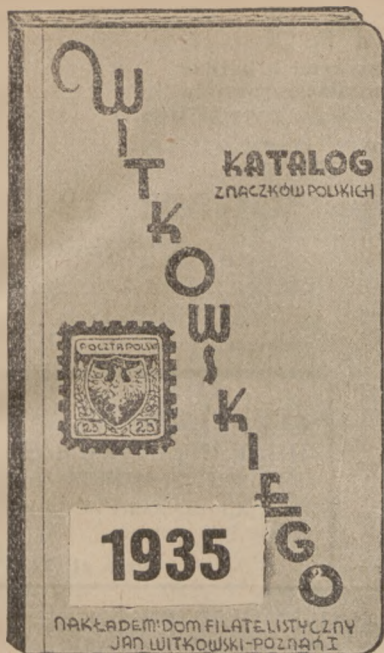 WITKOWSKIEGO
KATALOG
ZNACZKÓW POLSKICH
POCZTA POLSKA
25 25
1935
NAKŁADEM: DOM FILATELISTYCZNY
JAN WITKOWSKI-POZNAŃ I